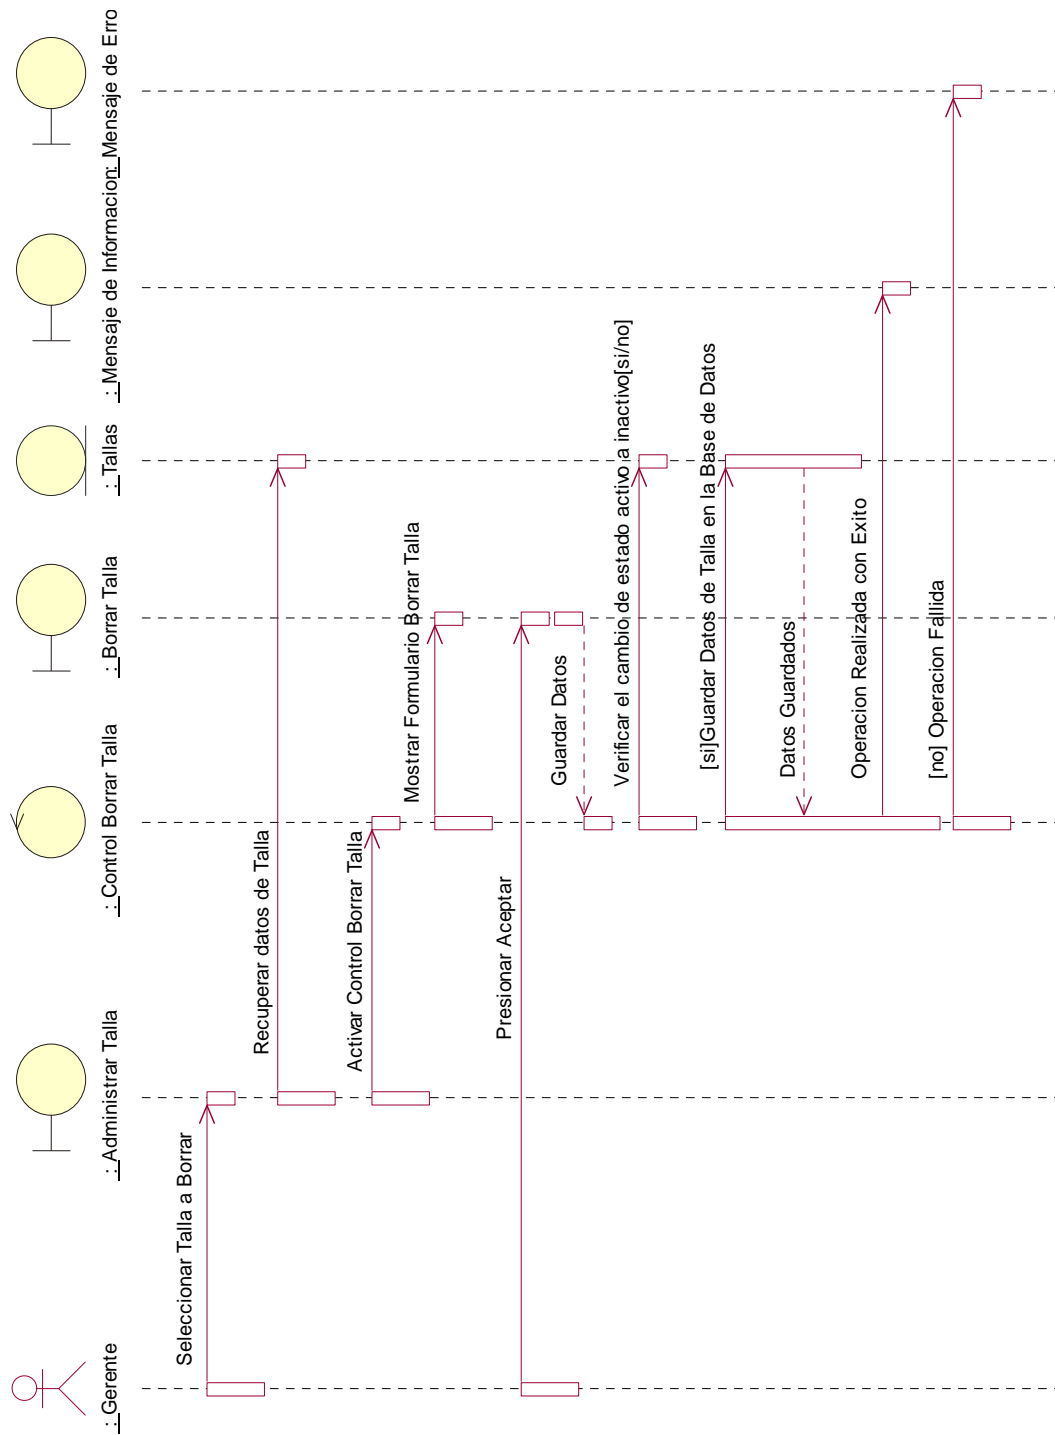 : Gerente
: Administrar Talla
: Control Borrar Talla
: Borrar Talla
: Tallas
: Mensaje de Informacion
: Mensaje de Erro
Seleccionar Talla a Borrar
Recuperar datos de Talla
Activar Control Borrar Talla
Mostrar Formulario Borrar Talla
Presionar Aceptar
Guardar Datos
Verificar el cambio de estado activo a inactivo[si/no]
[si]Guardar Datos de Talla en la Base de Datos
Datos Guardados
Operacion Realizada con Exito
[no] Operacion Fallida